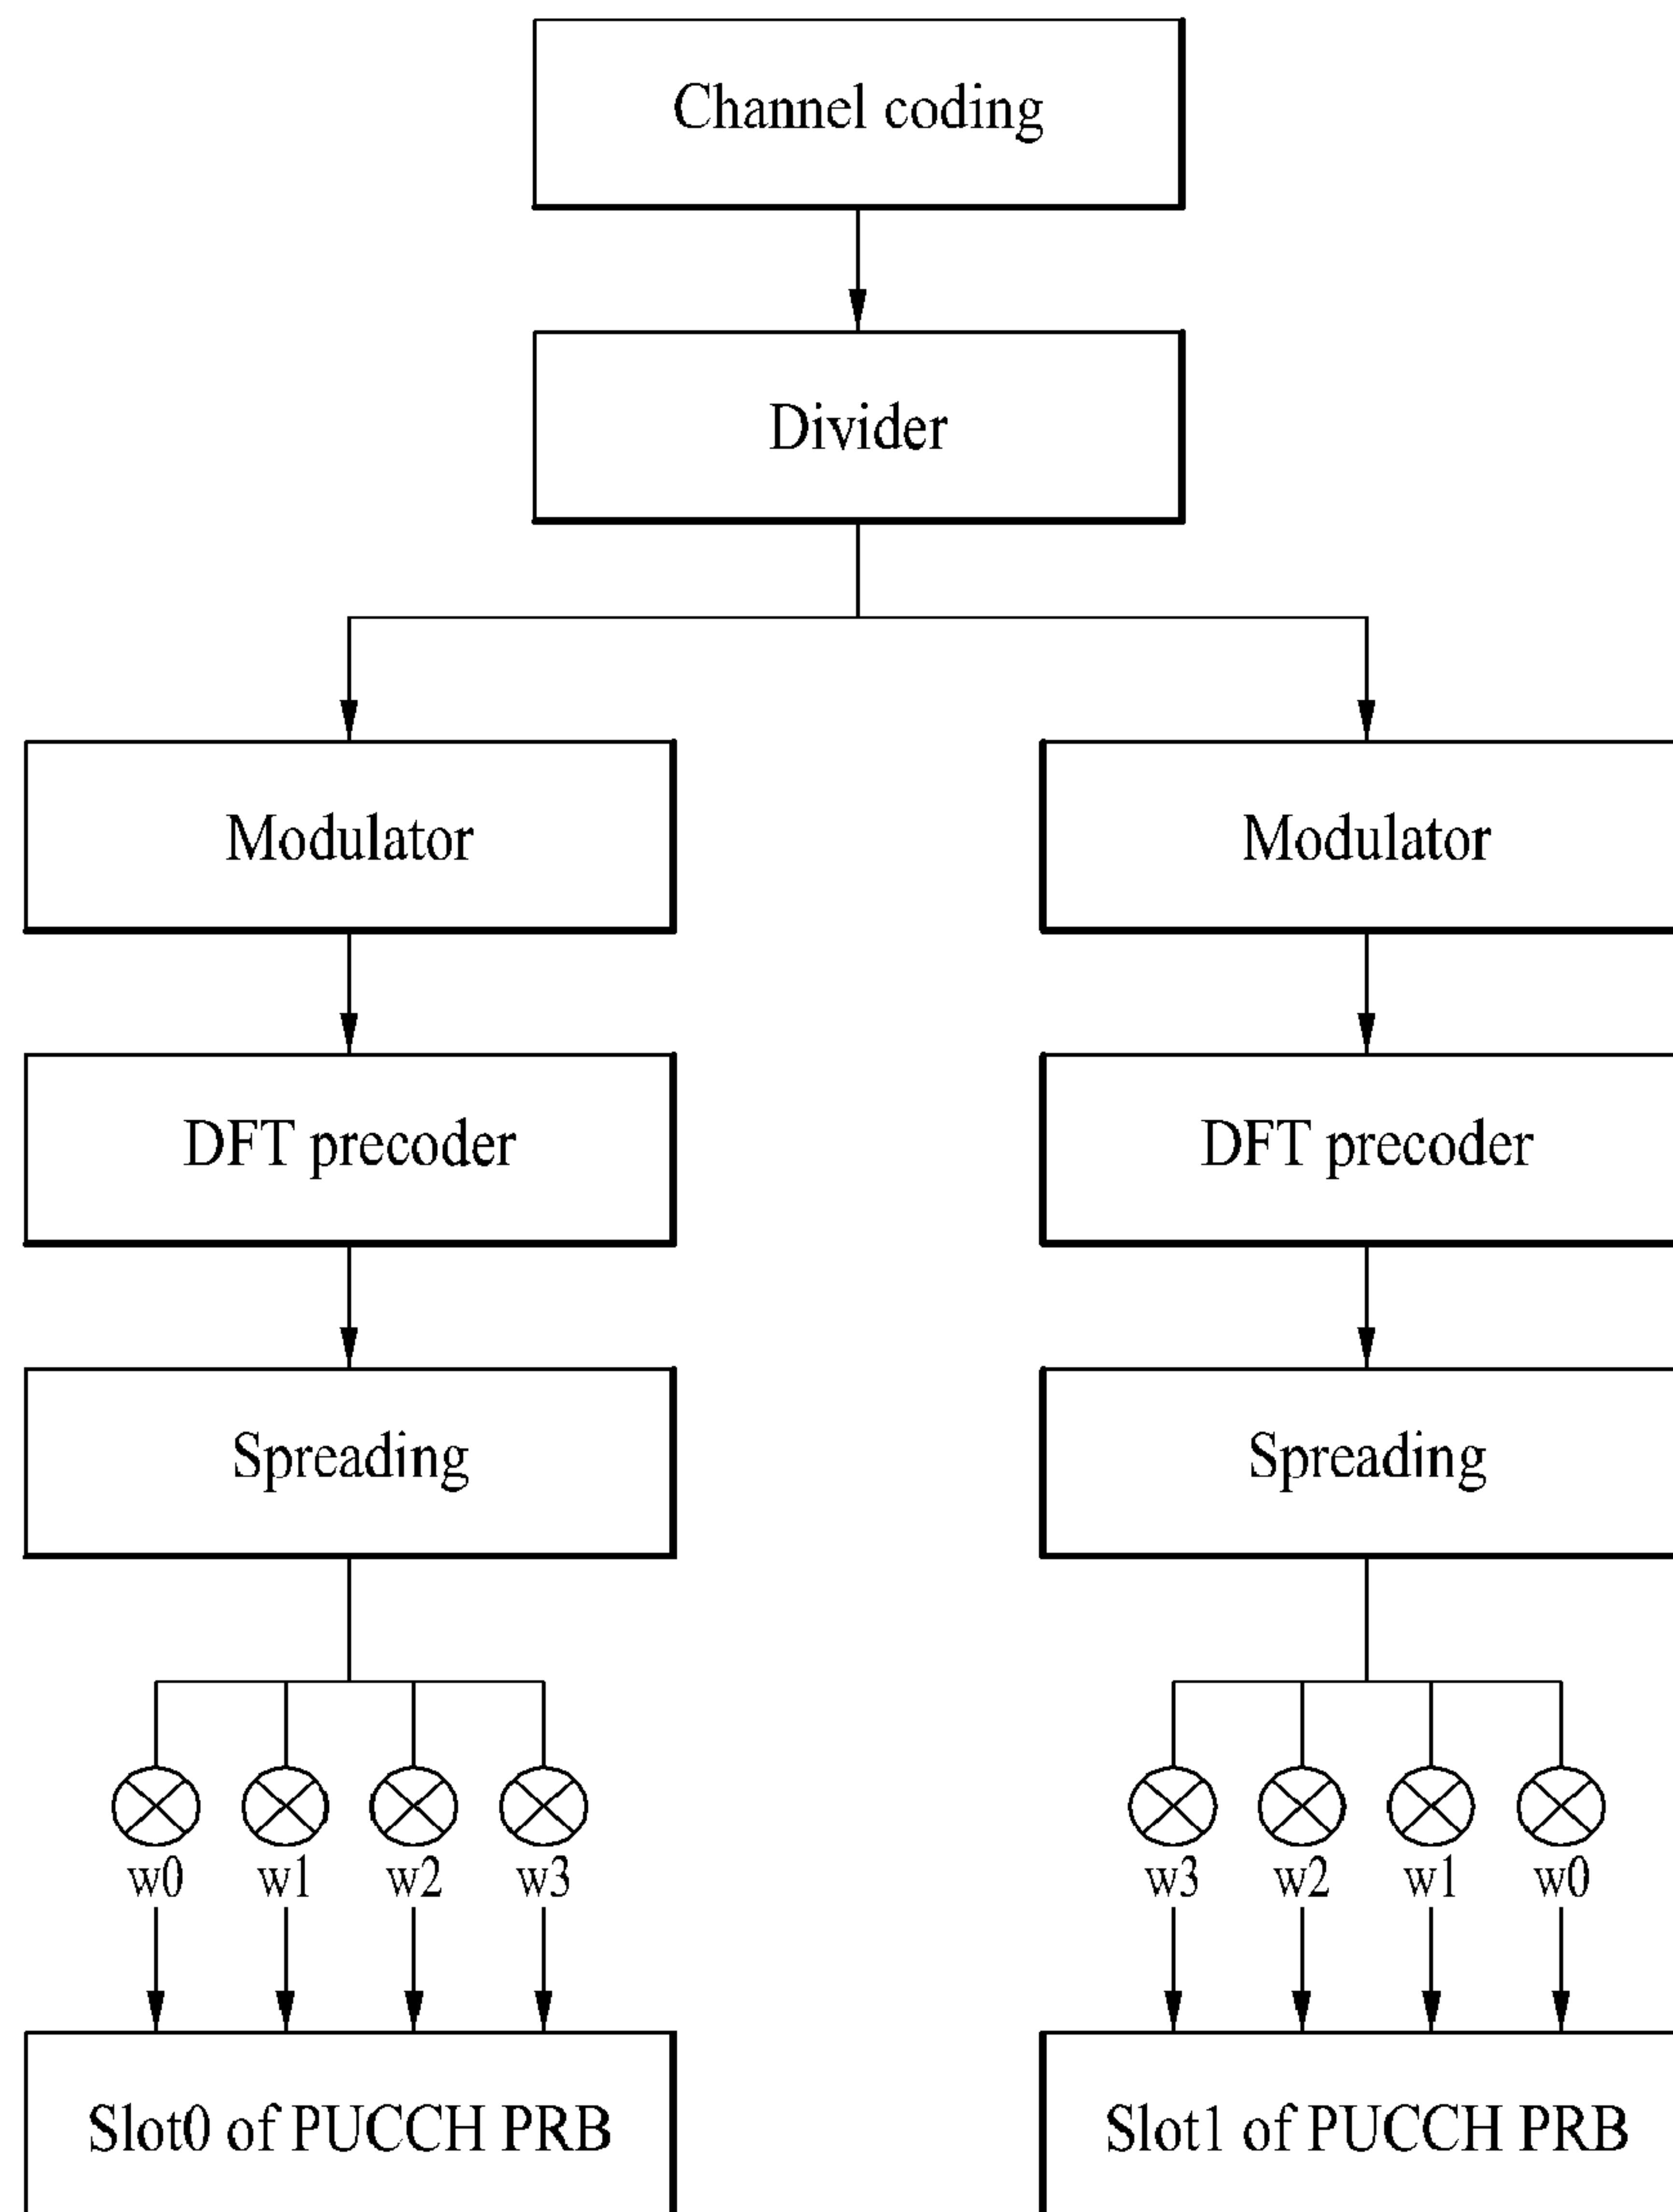 Channel coding
Divider
Modulator
Modulator
DFT precoder
DFT precoder
Spreading
Spreading
w0 w1 w2 w3
w3 w2 w1 w0
Slot0 of PUCCH PRB
Slot1 of PUCCH PRB